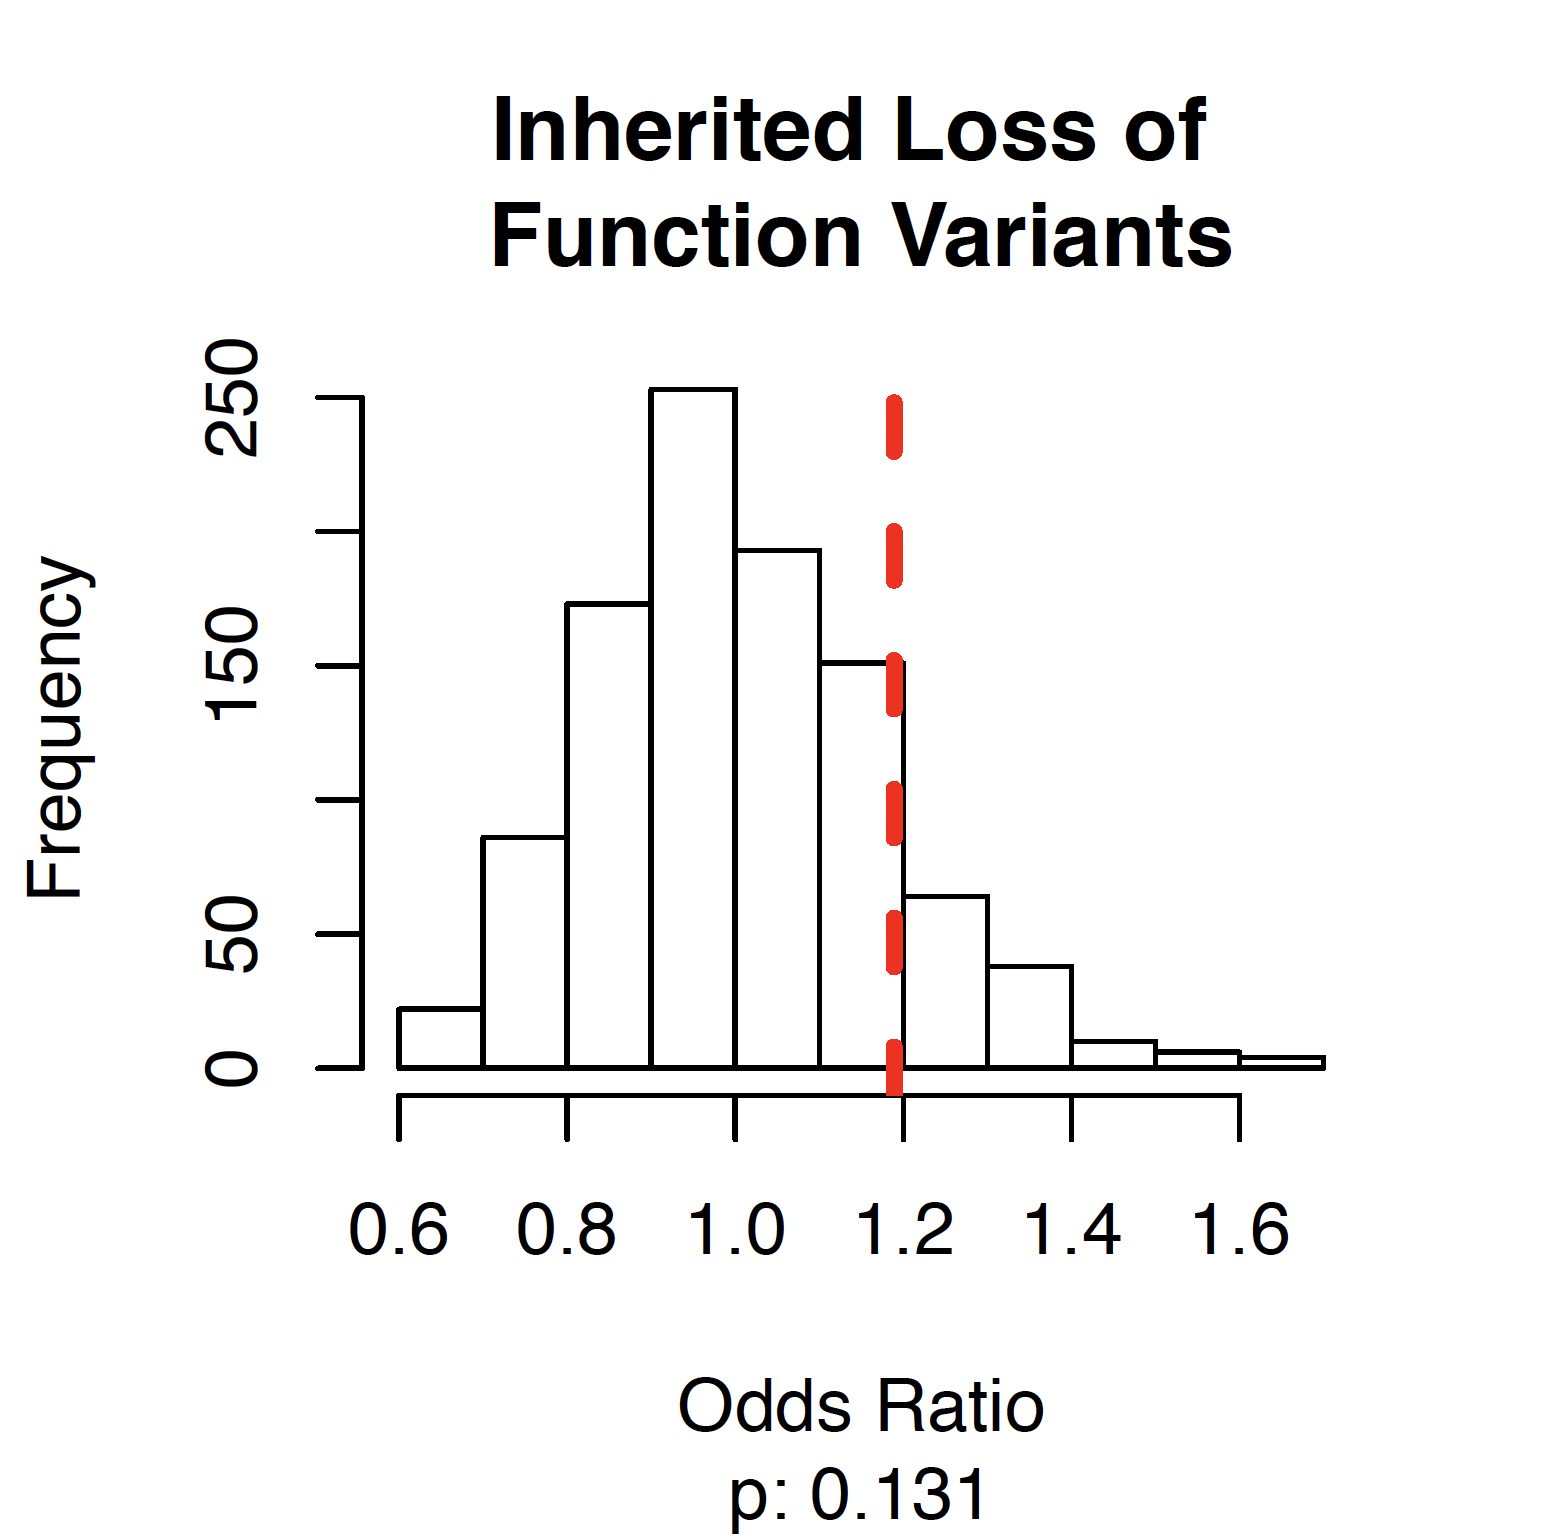 Inherited Loss of
Function Variants
250
150
50
0
Frequency
0.6 0.8 1.0 1.2 1.4 1.6
Odds Ratio
p: 0.131